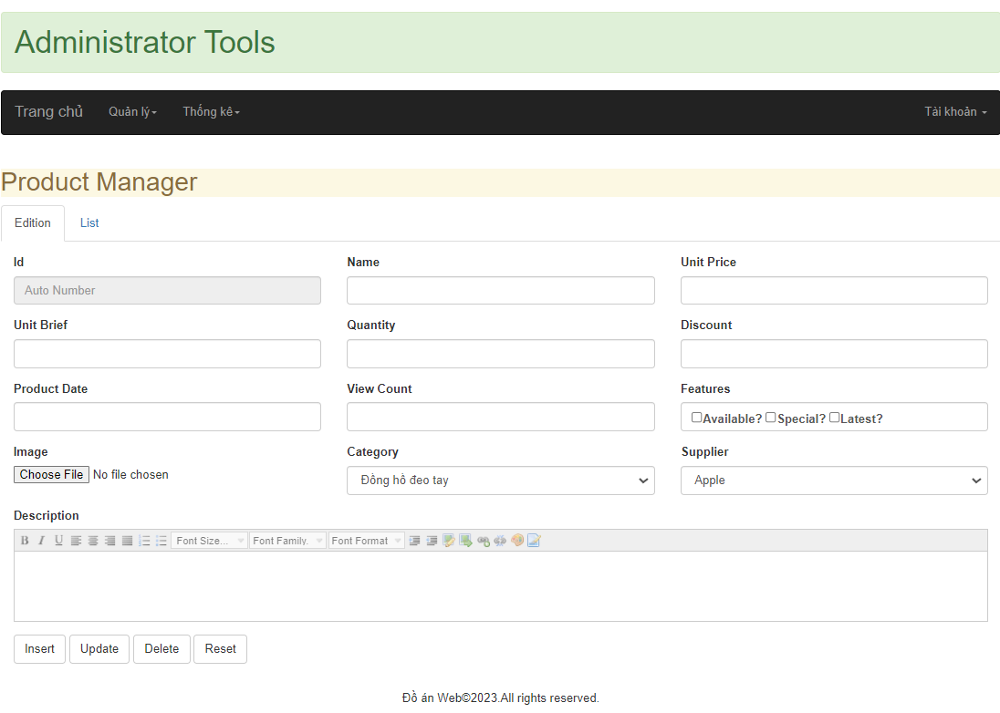 Administrator Tools
Trang chủ Quản lý Thống kê Tài khoản
Product Manager
Edition List
Id Name Unit Price
Auto Number
Unit Brief Quantity Discount
Product Date View Count Features
Available? Special? Latest?
Image Category Supplier
Choose File No file chosen Đồng hồ đeo tay Apple
Description
B I U Font Size... Font Family. Font Format
Insert Update Delete Reset
Đồ án Web©2023.All rights reserved.